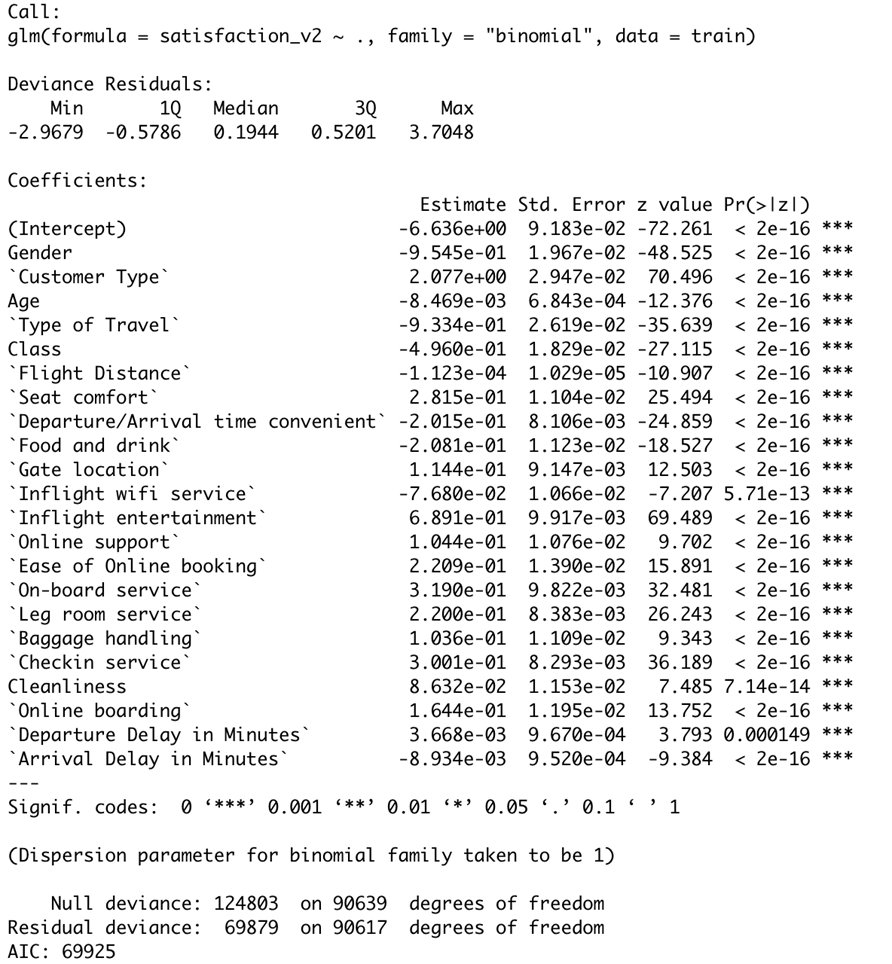 Call:
glm(formula = satisfaction_v2 ~ ., family = "binomial", data = train)
Deviance Residuals:
Min 1Q Median 3Q Max
-2.9679 -0.5786 0.1944 0.5201 3.7048
Coefficients:
Estimate Std. Error z value Pr(>|z|)
(Intercept) -6.636e+00 9.183e-02 -72.261 < 2e-16 ***
Gender -9.545e-01 1.967e-02 -48.525 < 2e-16 ***
`Customer Type` 2.077e+00 2.947e-02 70.496 < 2e-16 ***
Age -8.469e-03 6.843e-04 -12.376 < 2e-16 ***
`Type of Travel` -9.334e-01 2.619e-02 -35.639 < 2e-16 ***
Class -4.960e-01 1.829e-02 -27.115 < 2e-16 ***
`Flight Distance` -1.123e-04 1.029e-05 -10.907 < 2e-16 ***
`Seat comfort` 2.815e-01 1.104e-02 25.494 < 2e-16 ***
`Departure/Arrival time convenient` -2.015e-01 8.106e-03 -24.859 < 2e-16 ***
`Food and drink` -2.081e-01 1.123e-02 -18.527 < 2e-16 ***
`Gate location` 1.144e-01 9.147e-03 12.503 < 2e-16 ***
`Inflight wifi service` -7.680e-02 1.066e-02 -7.207 5.71e-13 ***
`Inflight entertainment` 6.891e-01 9.917e-03 69.489 < 2e-16 ***
`Online support` 1.044e-01 1.076e-02 9.702 < 2e-16 ***
`Ease of Online booking` 2.209e-01 1.390e-02 15.891 < 2e-16 ***
`On-board service` 3.190e-01 9.822e-03 32.481 < 2e-16 ***
`Leg room service` 2.200e-01 8.383e-03 26.243 < 2e-16 ***
`Baggage handling` 1.036e-01 1.109e-02 9.343 < 2e-16 ***
`Checkin service` 3.001e-01 8.293e-03 36.189 < 2e-16 ***
Cleanliness 8.632e-02 1.153e-02 7.485 7.14e-14 ***
`Online boarding` 1.644e-01 1.195e-02 13.752 < 2e-16 ***
`Departure Delay in Minutes` 3.668e-03 9.670e-04 3.793 0.000149 ***
`Arrival Delay in Minutes` -8.934e-03 9.520e-04 -9.384 < 2e-16 ***
---
Signif. codes: 0 ‘***’ 0.001 ‘**’ 0.01 ‘*’ 0.05 ‘.’ 0.1 ‘ ’ 1
(Dispersion parameter for binomial family taken to be 1)
Null deviance: 124803 on 90639 degrees of freedom
Residual deviance: 69879 on 90617 degrees of freedom
AIC: 69925